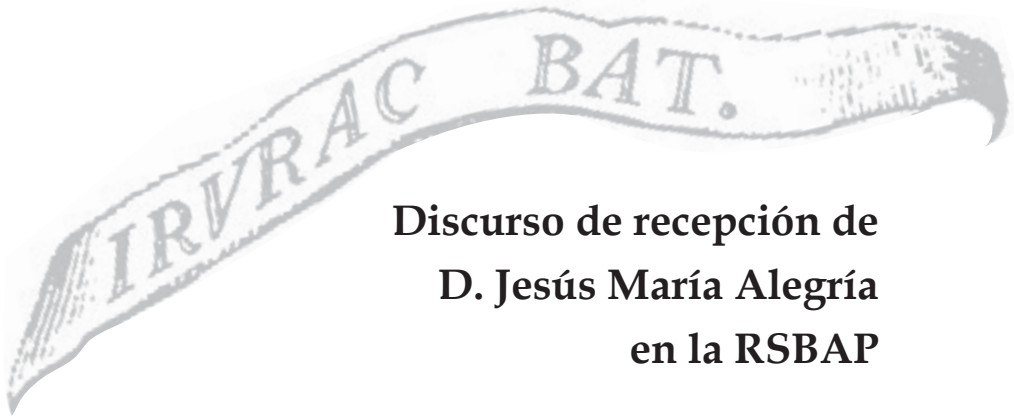 IRVRAC BAT.
Discurso de recepción de
D. Jesús María Alegría
en la RSBAP